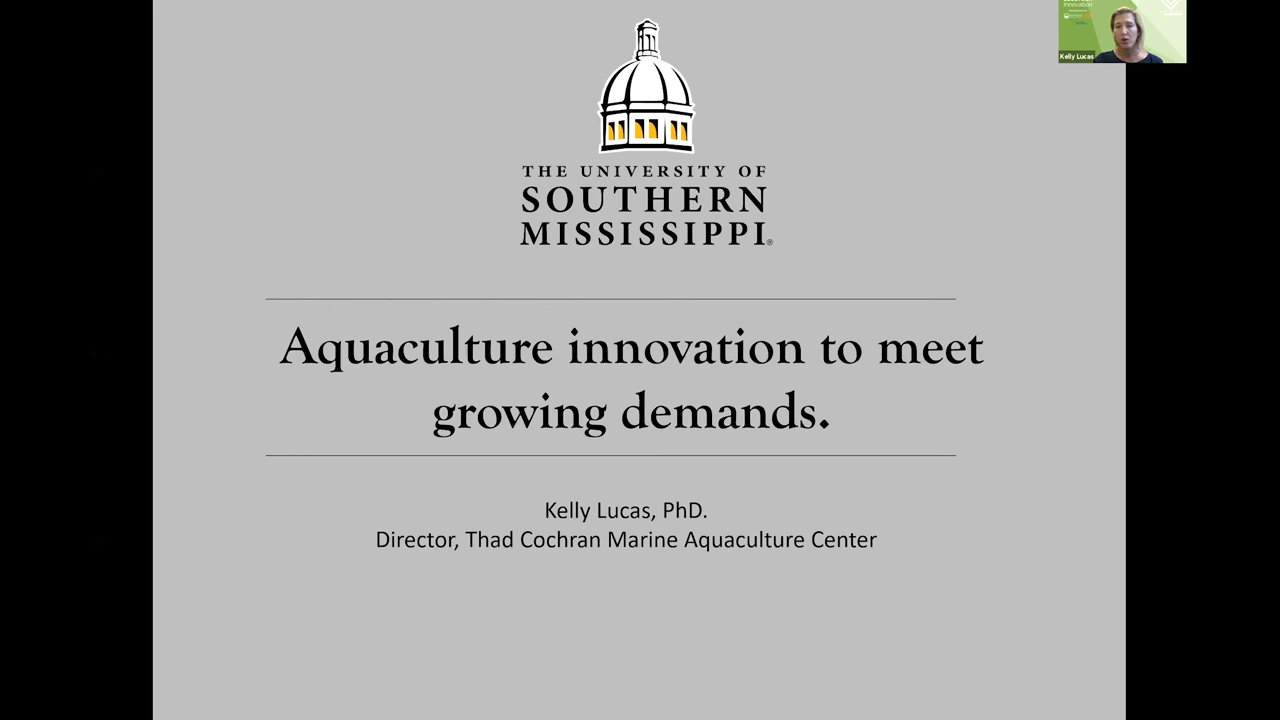 THE UNIVERSITY OF
SOUTHERN
MISSISSIPPI®
Aquaculture innovation to meet
growing demands.
Kelly Lucas, PhD.
Director, Thad Cochran Marine Aquaculture Center
Innovation
Kelly Lucas